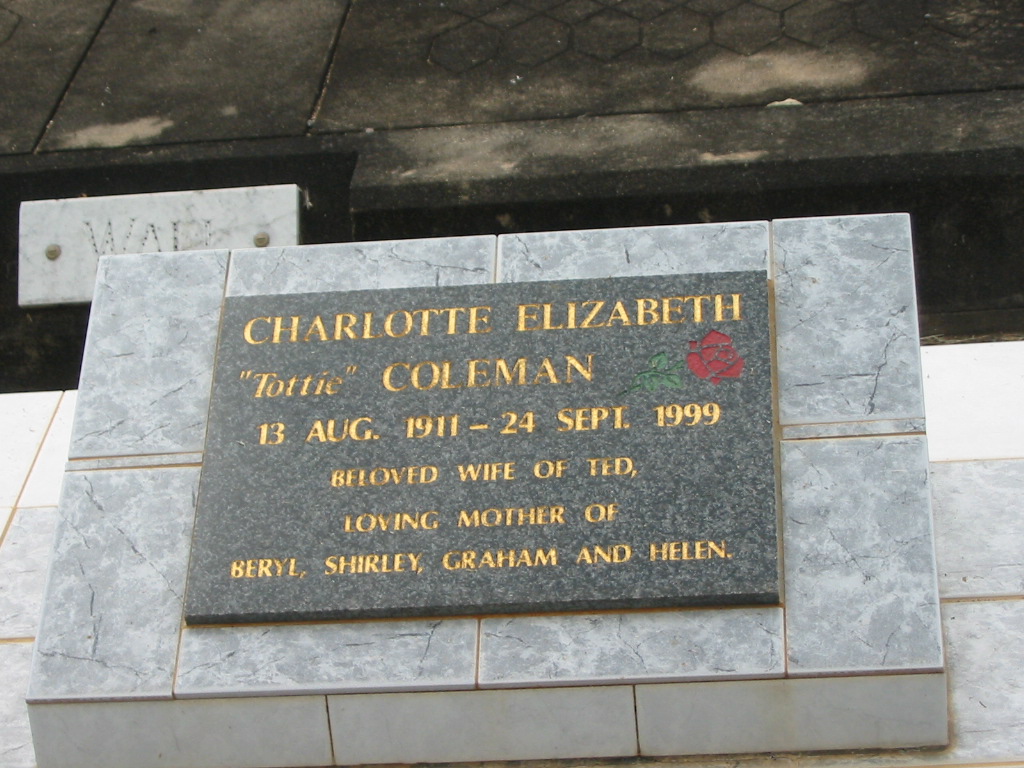 CHARLOTTE ELIZABETH
"Tottie" COLEMAN
13 AUG. 1911 – 24 SEPT. 1999
BELOVED WIFE OF TED,
LOVING MOTHER OF
BERYL, SHIRLEY, GRAHAM AND HELEN.